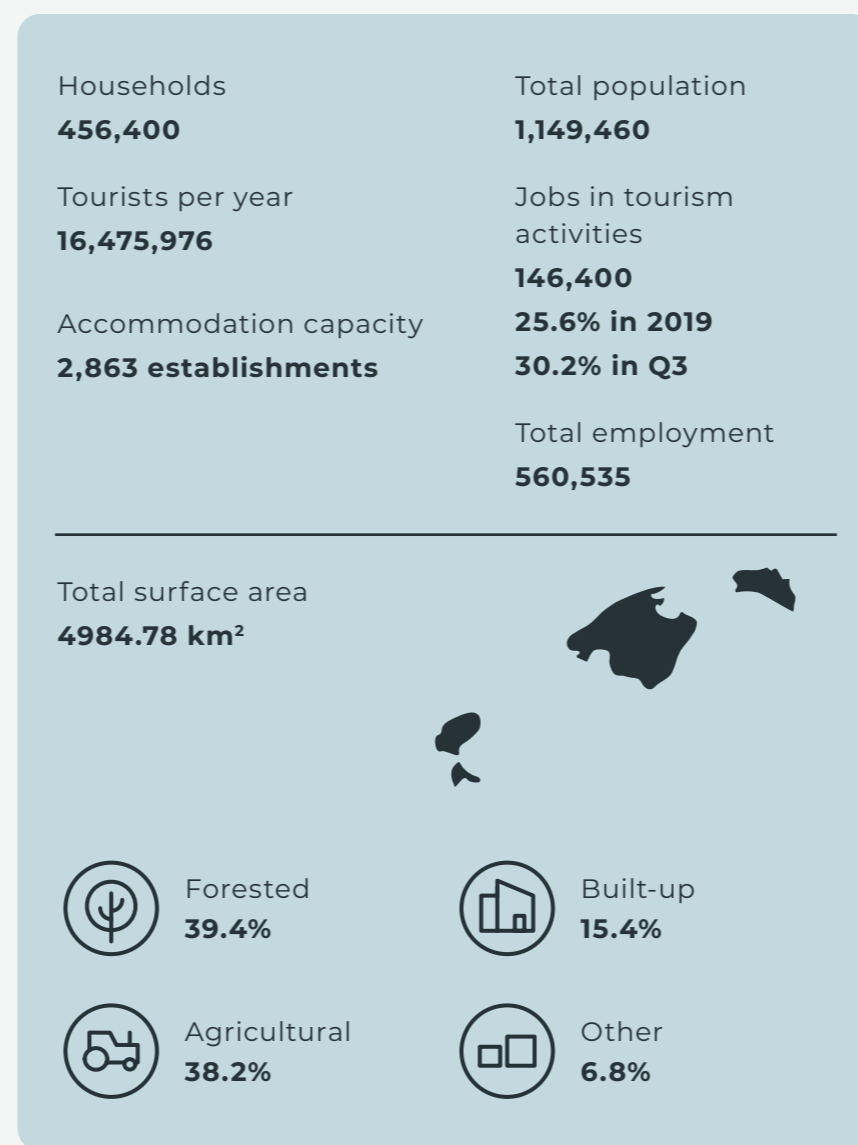 Households
456,400
Tourists per year
16,475,976
Accommodation capacity
2,863 establishments
Total population
1,149,460
Jobs in tourism
activities
146,400
25.6% in 2019
30.2% in Q3
Total employment
560,535
Total surface area
4984.78 km²
Forested
39.4%
Built-up
15.4%
Agricultural
38.2%
Other
6.8%